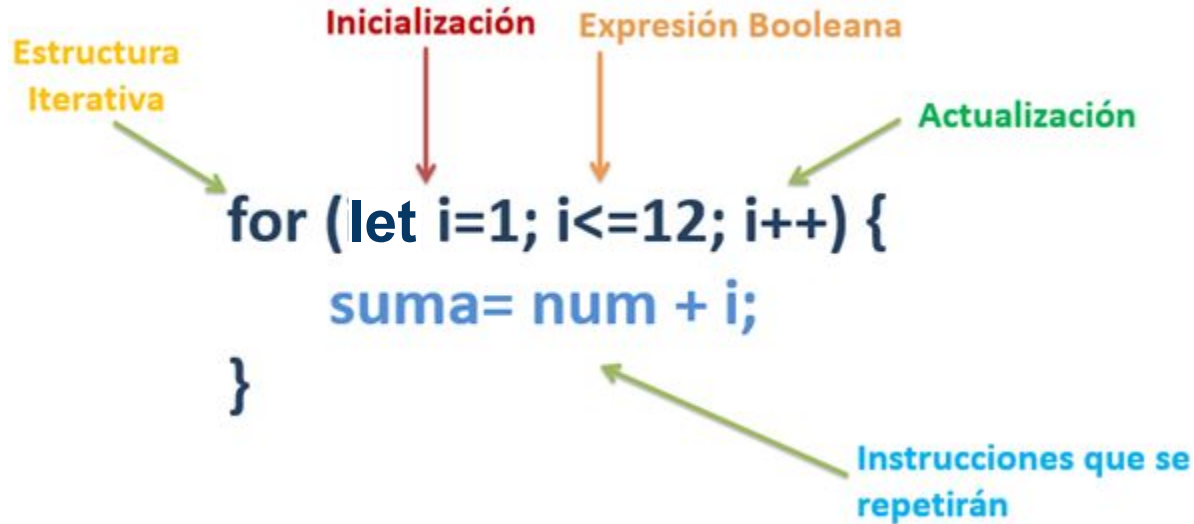 Inicialización
Expresión Booleana
Estructura
Iterativa
Actualización
for (let i=1; i<=12; i++) {
suma= num + i;
}
Instrucciones que se
repetirán